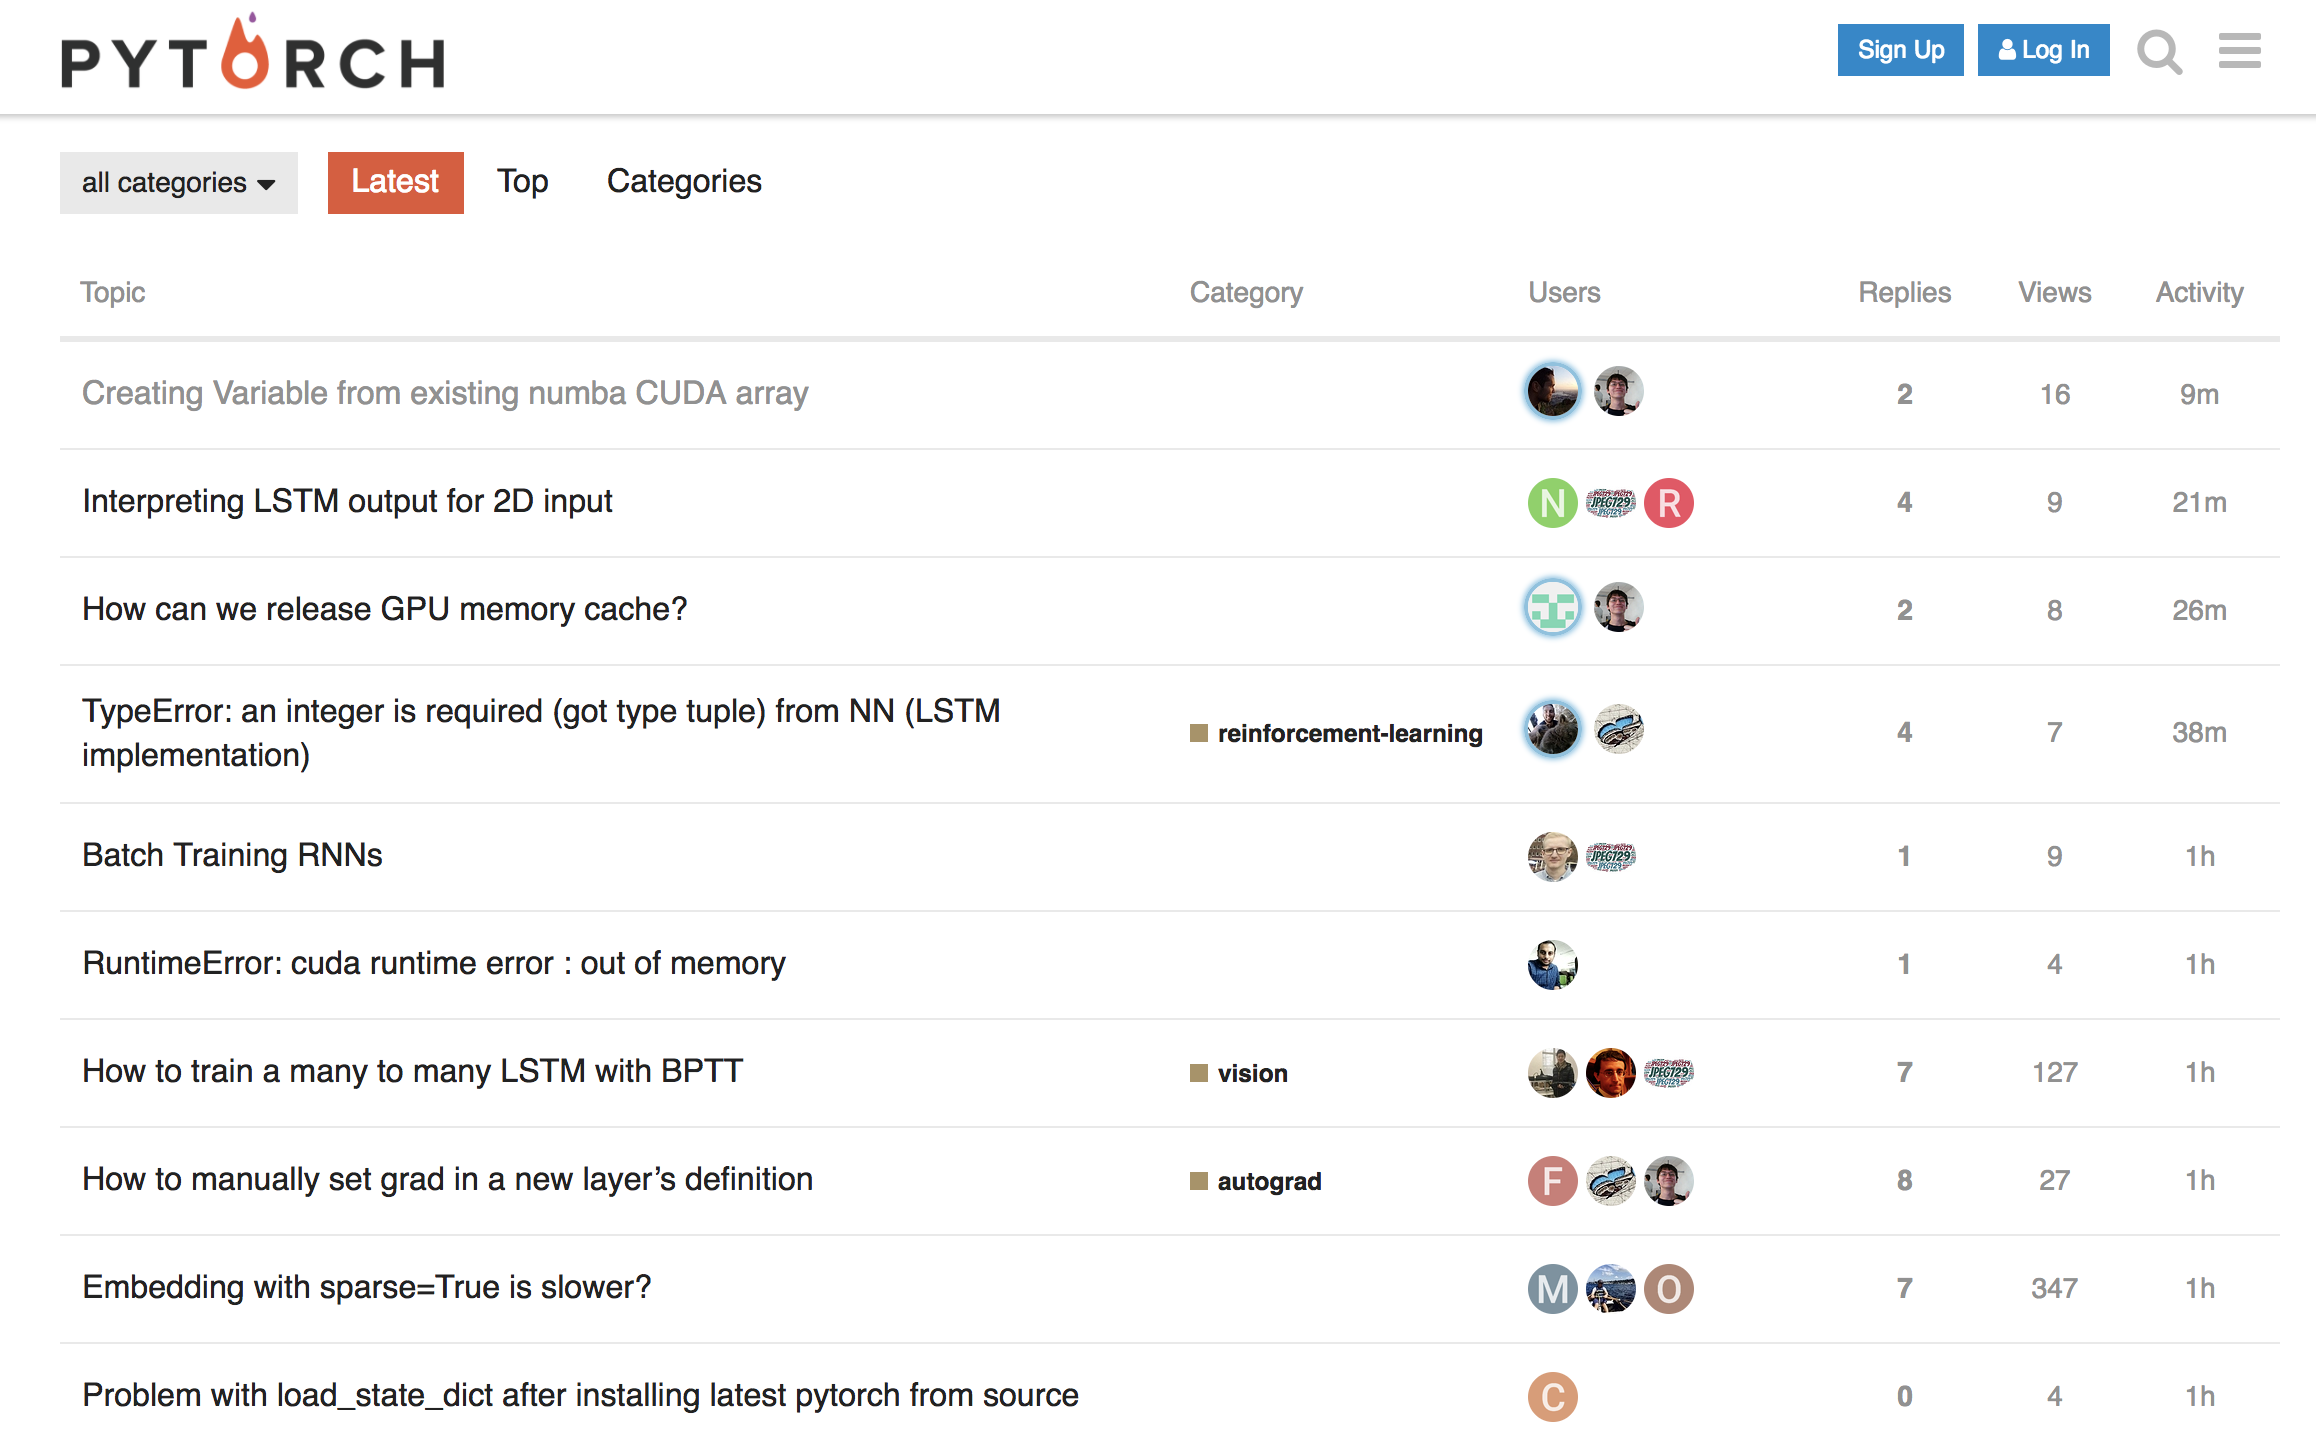 PYTORCH
Sign Up
Log In
all categories
Latest
Top
Categories
Topic Category Users Replies Views Activity
Creating Variable from existing numba CUDA array 2 16 9m
Interpreting LSTM output for 2D input N JPEG729 R 4 9 21m
How can we release GPU memory cache? 2 8 26m
TypeError: an integer is required (got type tuple) from NN (LSTM
implementation) reinforcement-learning 4 7 38m
Batch Training RNNs JPEG729 1 9 1h
RuntimeError: cuda runtime error : out of memory 1 4 1h
How to train a many to many LSTM with BPTT vision JPEG729 7 127 1h
How to manually set grad in a new layer’s definition autograd F 8 27 1h
Embedding with sparse=True is slower? M O 7 347 1h
Problem with load_state_dict after installing latest pytorch from source C 0 4 1h